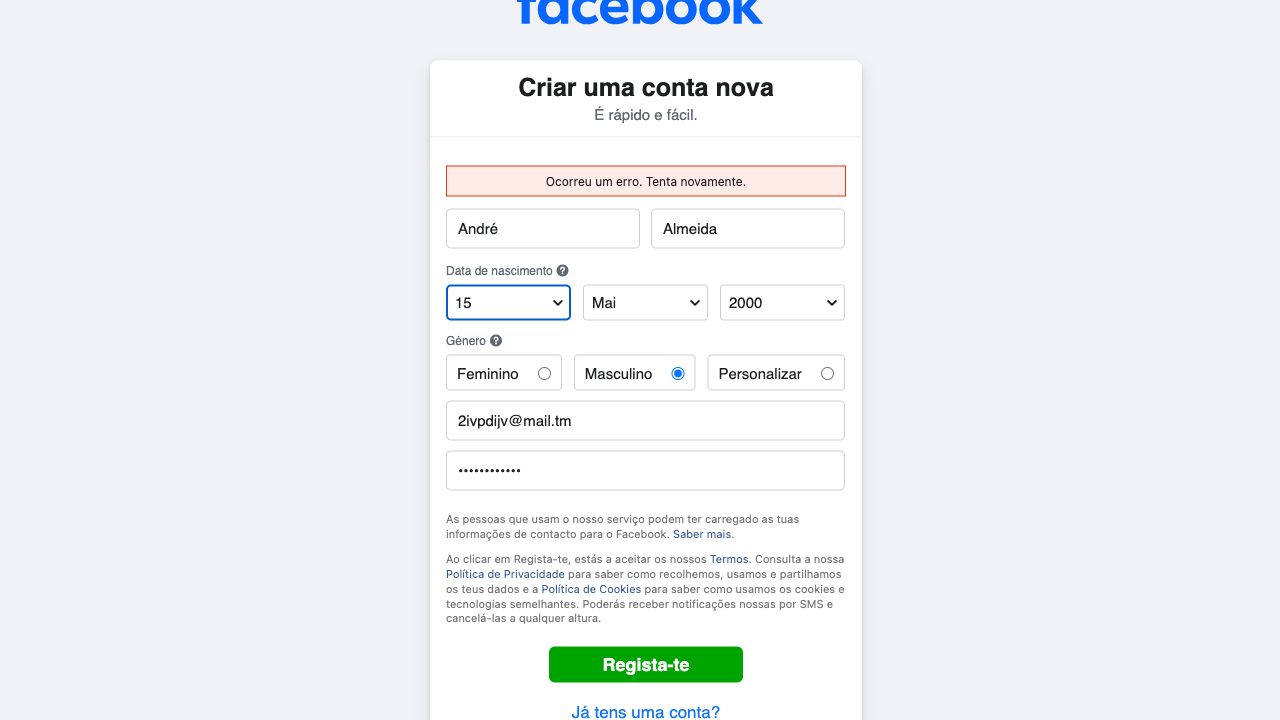 facebook
Criar uma conta nova
É rápido e fácil.
Ocorreu um erro. Tenta novamente.
André
Almeida
Data de nascimento
15
Mai
2000
Género
Feminino
Masculino
Personalizar
2ivpdijv@mail.tm
••••••••••••
As pessoas que usam o nosso serviço podem ter carregado as tuas
informações de contacto para o Facebook. Saber mais.
Ao clicar em Regista-te, estás a aceitar os nossos Termos. Consulta a nossa
Política de Privacidade para saber como recolhemos, usamos e partilhamos
os teus dados e a Política de Cookies para saber como usamos os cookies e
tecnologias semelhantes. Poderás receber notificações nossas por SMS e
cancelá-las a qualquer altura.
Regista-te
Já tens uma conta?